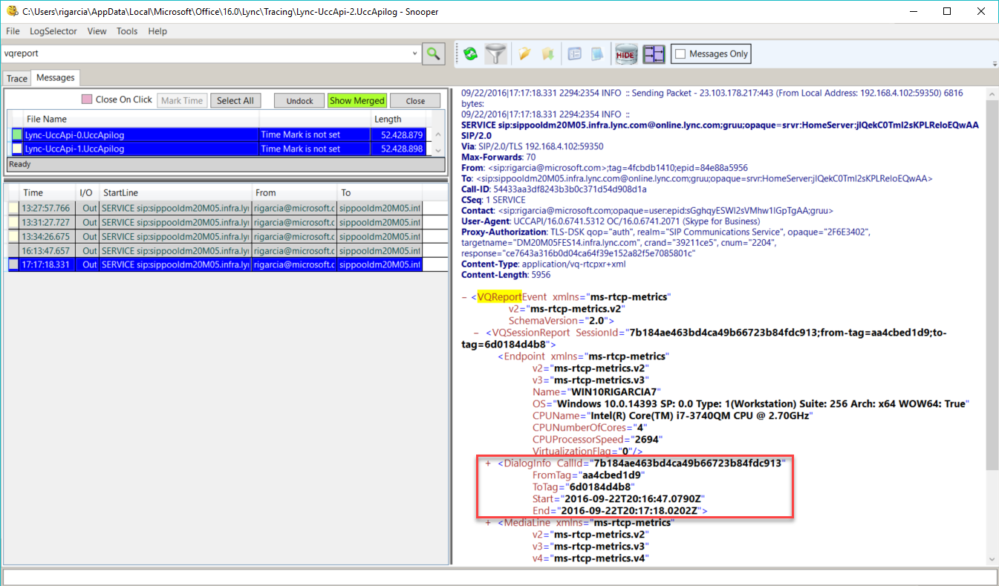 C:\Users\rigarcia\AppData\Local\Microsoft\Office\16.0\Lync\Tracing\Lync-UccApi-2.UccApilog - Snooper
File LogSelector View Tools Help
vqreport
HIDE
Messages Only
Trace Messages
Close On Click Mark Time Select All Undock Show Merged Close
File Name Length
Lync-UccApi-0.UccApilog Time Mark is not set 52.428.879
Lync-UccApi-1.UccApilog Time Mark is not set 52.428.898
Ready
Time I/O StartLine From To
13:27:57.766 Out SERVICE sip:sippooldm20M05.infra.lyn rigarcia@microsoft.c sippooldm20M05.inf
13:31:27.727 Out SERVICE sip:sippooldm20M05.infra.lyn rigarcia@microsoft.c sippooldm20M05.inf
13:34:26.675 Out SERVICE sip:sippooldm20M05.infra.lyn rigarcia@microsoft.c sippooldm20M05.inf
16:13:47.657 Out SERVICE sip:sippooldm20M05.infra.lyn rigarcia@microsoft.c sippooldm20M05.inf
17:17:18.331 Out SERVICE sip:sippooldm20M05.infra.lyn rigarcia@microsoft.c sippooldm20M05.inf
09/22/2016|17:17:18.331 2294:2354 INFO :: Sending Packet - 23.103.178.217:443 (From Local Address: 192.168.4.102:59350) 6816
bytes:
09/22/2016|17:17:18.331 2294:2354 INFO ::
SERVICE sip:sippooldm20M05.infra.lync.com@online.lync.com;gruu;opaque=srvr:HomeServer:jIQekC0TmI2sKPLReIoEQwAA
SIP/2.0
Via: SIP/2.0/TLS 192.168.4.102:59350
Max-Forwards: 70
From: <sip:rigarcia@microsoft.com>;tag=4fcbdb1410;epid=84e88a5956
To: <sip:sippooldm20M05.infra.lync.com@online.lync.com;gruu;opaque=srvr:HomeServer:jIQekC0TmI2sKPLReIoEQwAA>
Call-ID: 54433aa3df8243b3b0c371d54d908d1a
CSeq: 1 SERVICE
Contact: <sip:rigarcia@microsoft.com;opaque=user:epid:sGghqyESWI2sVMhw1IGpTgAA;gruu>
User-Agent: UCCAPI/16.0.6741.5312 OC/16.0.6741.2071 (Skype for Business)
Proxy-Authorization: TLS-DSK qop="auth", realm="SIP Communications Service", opaque="2F6E3402",
targetname="DM20M05FES14.infra.lync.com", crand="39211ce5", cnum="2204",
response="ce7643a316b0d04ca64f39e152a82f5e7085801c"
Content-Type: application/vq-rtcpxr+xml
Content-Length: 5956
− <VQReportEvent xmlns="ms-rtcp-metrics"
v2="ms-rtcp-metrics.v2"
SchemaVersion="2.0">
− <VQSessionReport SessionId="7b184ae463bd4ca49b66723b84fdc913;from-tag=aa4cbed1d9;to-
tag=6d0184d4b8">
<Endpoint xmlns="ms-rtcp-metrics"
v2="ms-rtcp-metrics.v2"
v3="ms-rtcp-metrics.v3"
Name="WIN10RIGARCIA7"
OS="Windows 10.0.14393 SP: 0.0 Type: 1(Workstation) Suite: 256 Arch: x64 WOW64: True"
CPUName="Intel(R) Core(TM) i7-3740QM CPU @ 2.70GHz"
CPUNumberOfCores="4"
CPUProcessorSpeed="2694"
VirtualizationFlag="0"/>
+ <DialogInfo CallId="7b184ae463bd4ca49b66723b84fdc913"
FromTag="aa4cbed1d9"
ToTag="6d0184d4b8"
Start="2016-09-22T20:16:47.0790Z"
End="2016-09-22T20:17:18.0202Z">
+ <MediaLine xmlns="ms-rtcp-metrics"
v2="ms-rtcp-metrics.v2"
v3="ms-rtcp-metrics.v3"
v4="ms-rtcp-metrics.v4"